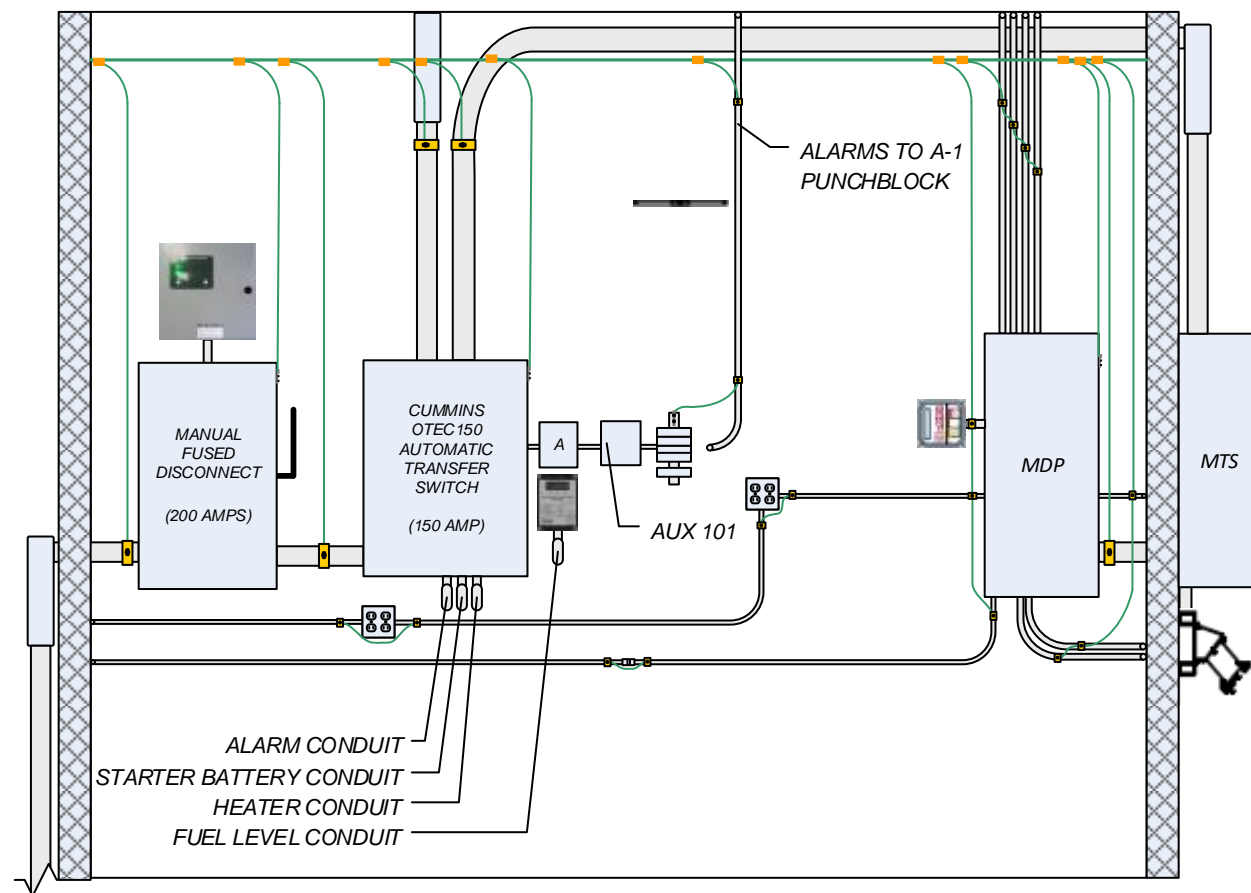 ALARMS TO A-1
PUNCHBLOCK
MANUAL
FUSED
DISCONNECT
(200 AMPS)
CUMMINS
OTEC150
AUTOMATIC
TRANSFER
SWITCH
(150 AMP)
A
AUX 101
MDP
MTS
ALARM CONDUIT
STARTER BATTERY CONDUIT
HEATER CONDUIT
FUEL LEVEL CONDUIT